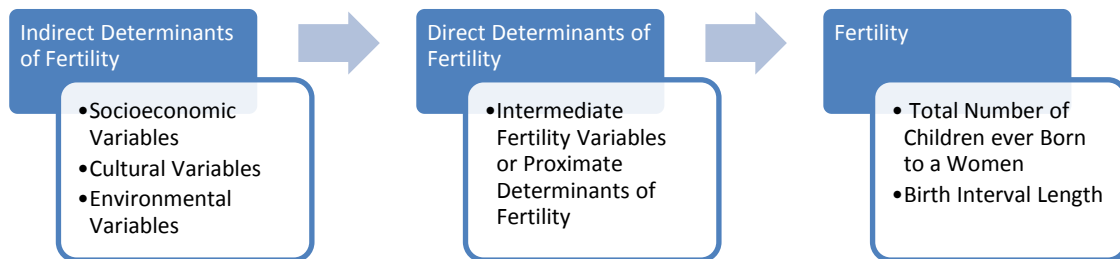 Indirect Determinants
of Fertility
•Socioeconomic
Variables
•Cultural Variables
•Environmental
Variables
Direct Determinants of
Fertility
•Intermediate
Fertility Variables
or Proximate
Determinants of
Fertility
Fertility
• Total Number of
Children ever Born
to a Women
•Birth Interval Length